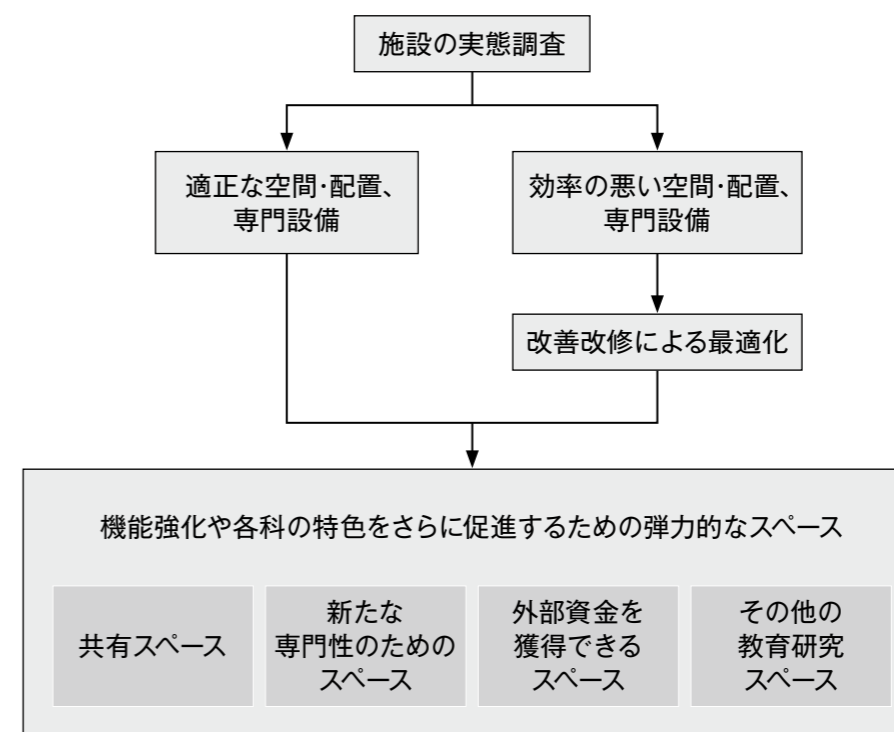 施設の実態調査
適正な空間・配置、
専門設備
効率の悪い空間・配置、
専門設備
改善改修による最適化
機能強化や各科の特色をさらに促進するための弾力的なスペース
共有スペース
新たな
専門性のための
スペース
外部資金を
獲得できる
スペース
その他の
教育研究
スペース